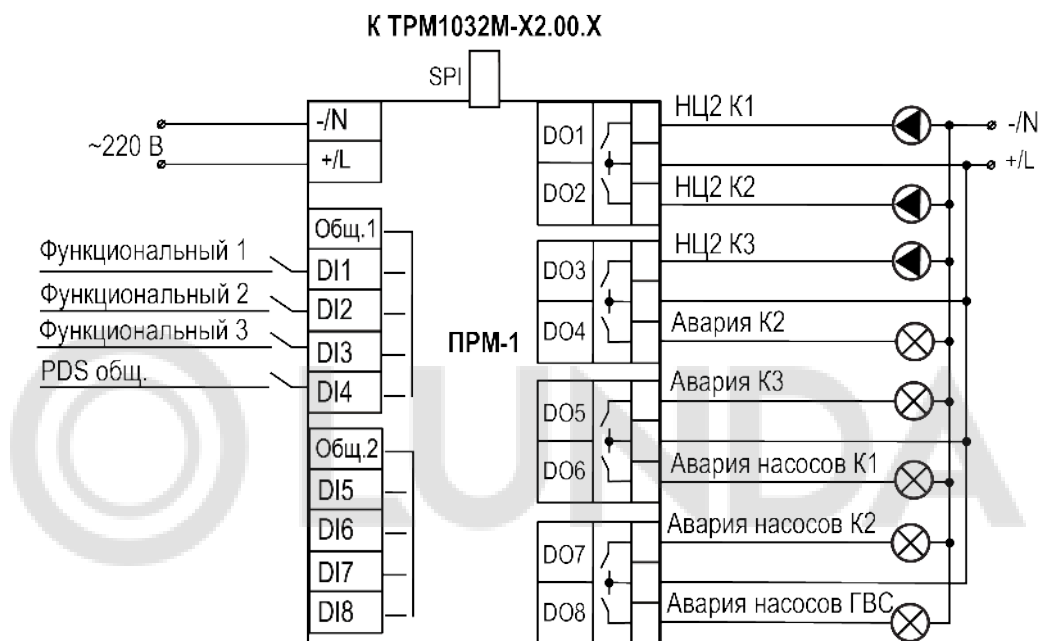 К ТРМ1032М-Х2.00.Х
SPI
~220 В
-/N
+/L
Общ.1
Функциональный 1
DI1
Функциональный 2
DI2
Функциональный 3
DI3
PDS общ.
DI4
Общ.2
DI5
DI6
DI7
DI8
ПРМ-1
DO1
НЦ2 К1
-/N
+/L
DO2
НЦ2 К2
DO3
НЦ2 К3
DO4
Авария К2
DO5
Авария К3
DO6
Авария насосов К1
DO7
Авария насосов К2
DO8
Авария насосов ГВС
LUNDA